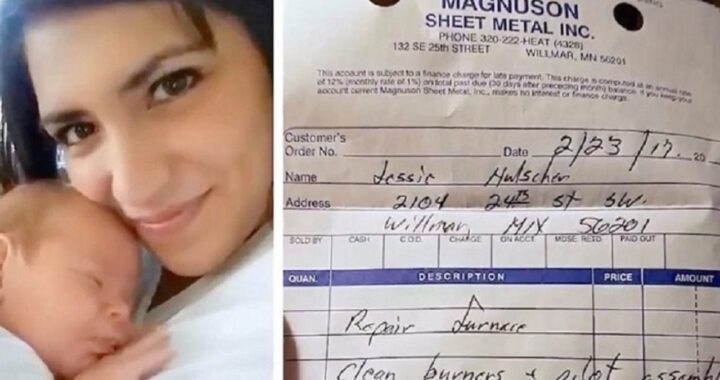 MAGNUSON
SHEET METAL INC.
PHONE 320-222-HEAT (4328)
132 SE 25th STREET WILLMAR, MN 56201
This account is subject to a finance charge for late payment. This charge is computed at an annual rate
of 12% (monthly rate of 1%) on total past due (30 days after preceding month) balance. If you keep your
account current Magnuson Sheet Metal, Inc., makes no interest or finance charge.
Customer's
Order No. Date 2/23/17 20
Name Jessie Hulscher
Address 2104 24th St SW.
Willmar, MN 56201
SOLD BY CASH C.O.D. CHARGE ON ACCT. MDSE. RETD. PAID OUT
QUAN. DESCRIPTION PRICE AMOUNT
Repair furnace
Clean burners + pilot assembl